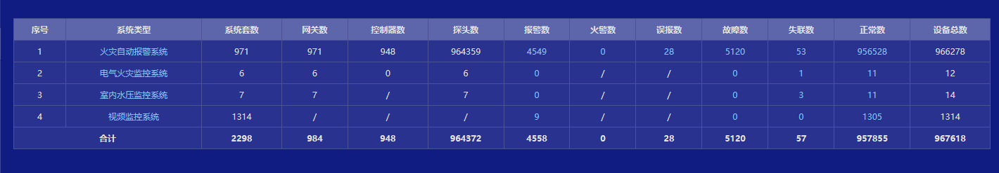 序号 系统类型 系统套数 网关数 控制器数 探头数 报警数 火警数 误报数 故障数 失联数 正常数 设备总数
1 火灾自动报警系统 971 971 948 964359 4549 0 28 5120 53 956528 966278
2 电气火灾监控系统 6 6 0 6 0 / / 0 1 11 12
3 室内水压监控系统 7 7 / 7 0 / / 0 3 11 14
4 视频监控系统 1314 / / / 9 / / 0 0 1305 1314
合计 2298 984 948 964372 4558 0 28 5120 57 957855 967618